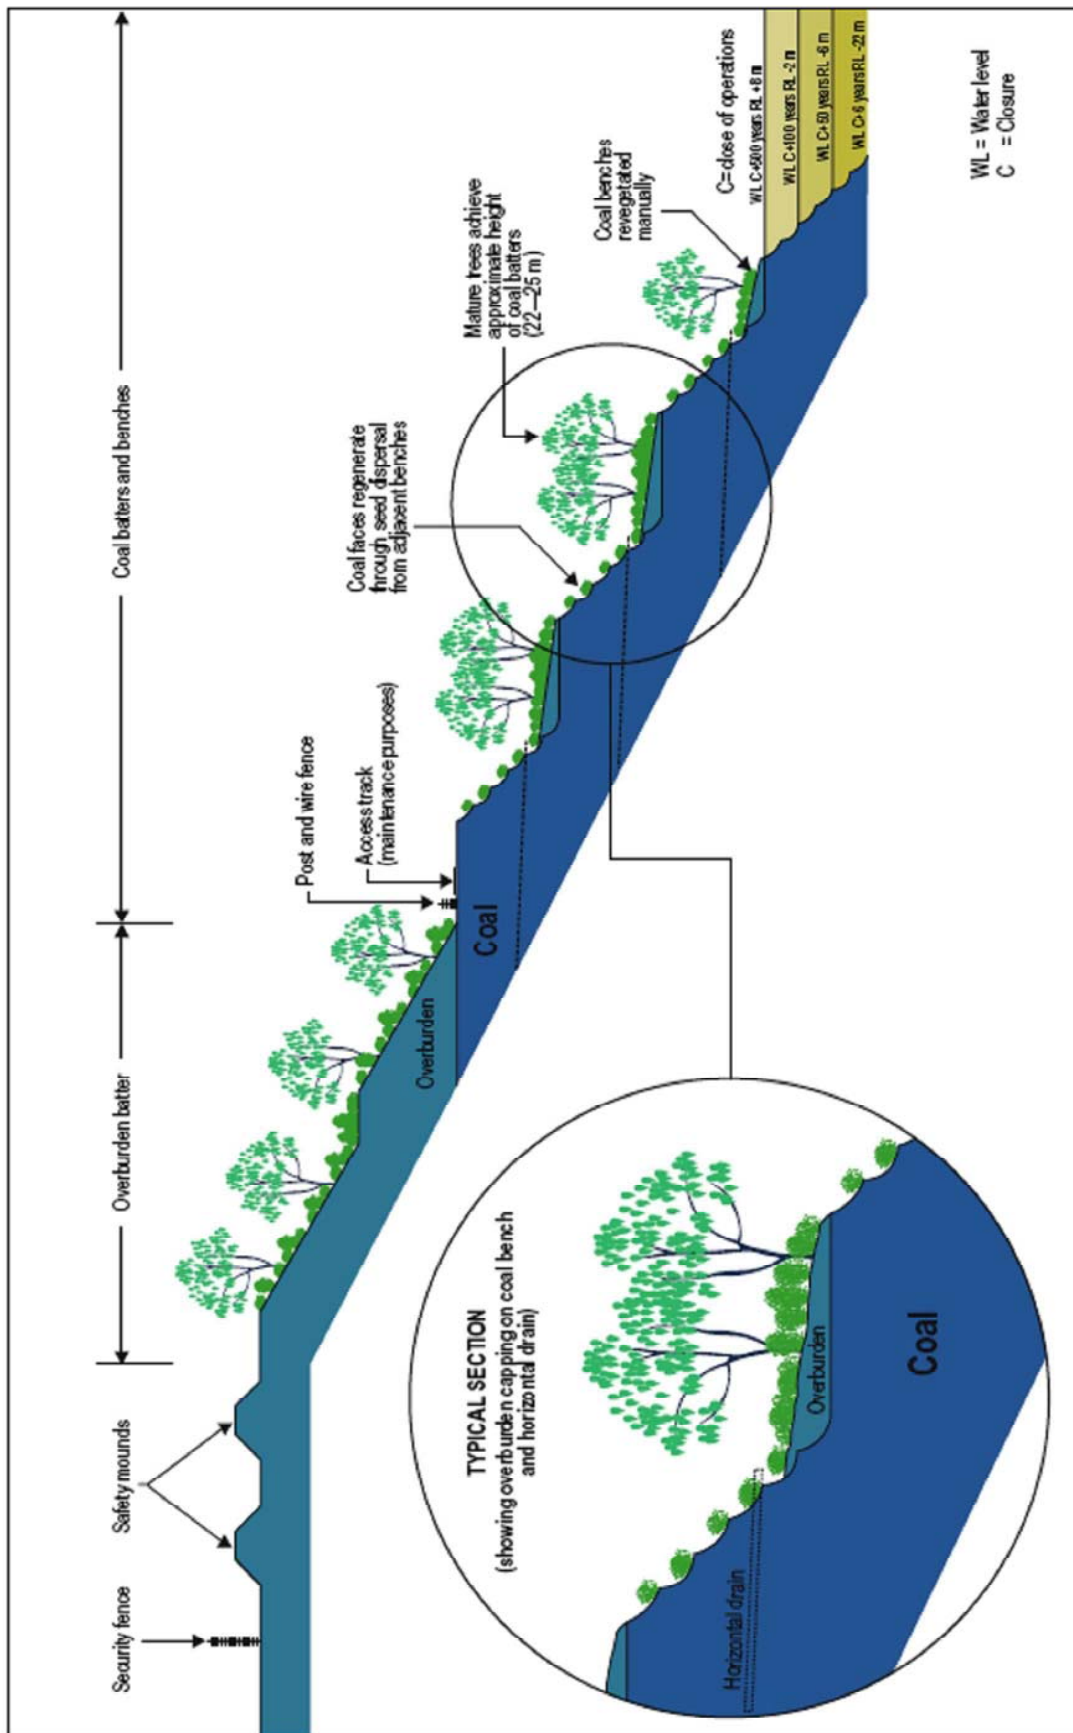 Security fence
Safety mounds
Overburden batter
Coal batters and benches
Post and wire fence
Access track
(maintenance purposes)
Coal faces regenerate
through seed dispersal
from adjacent benches
Mature trees achieve
approximate height
of coal batters
(22—25 m)
Coal benches
revegetated
manually
C=close of operations
WL C+500 years RL +8 m
WL C+100 years RL -2 m
WL C+50 years RL -6 m
WL C+6 years RL -22 m
WL = Water level
C = Closure
Overburden
Coal
TYPICAL SECTION
(showing overburden capping on coal bench
and horizontal drain)
Horizontal drain
Overburden
Coal